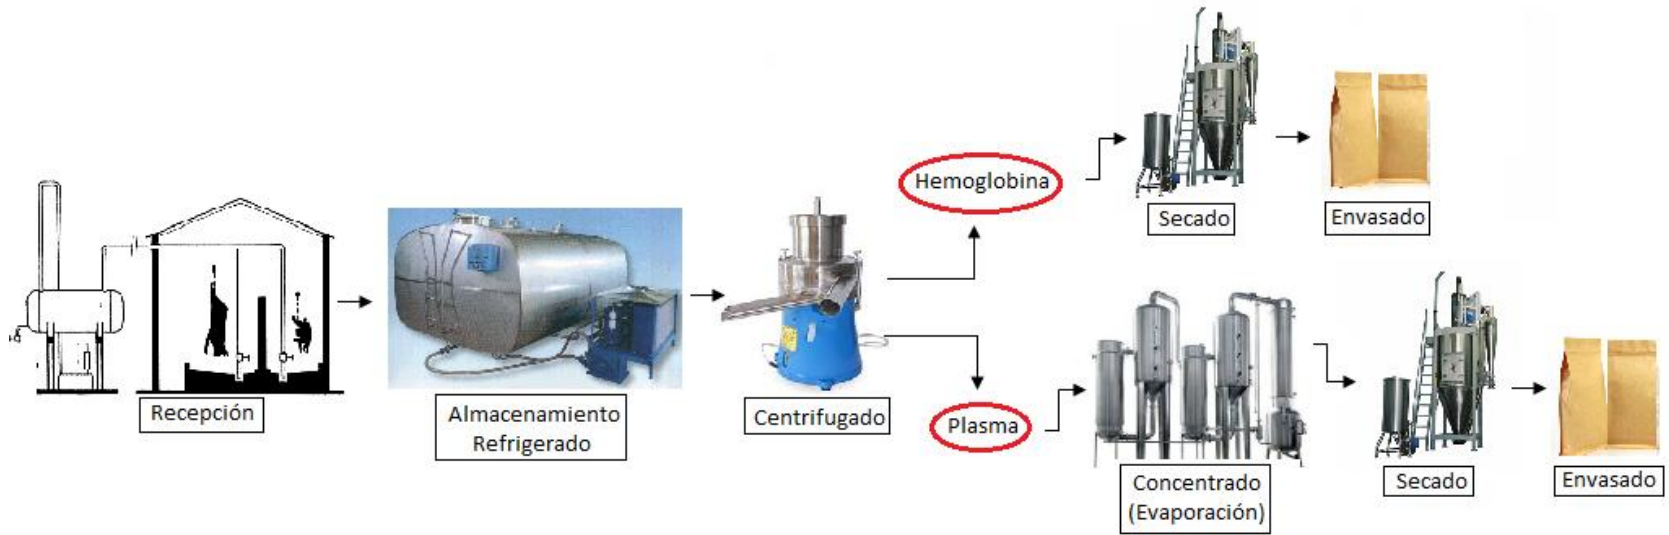 Recepción
Almacenamiento
Refrigerado
Centrifugado
Hemoglobina
Secado
Envasado
Plasma
Concentrado
(Evaporación)
Secado
Envasado